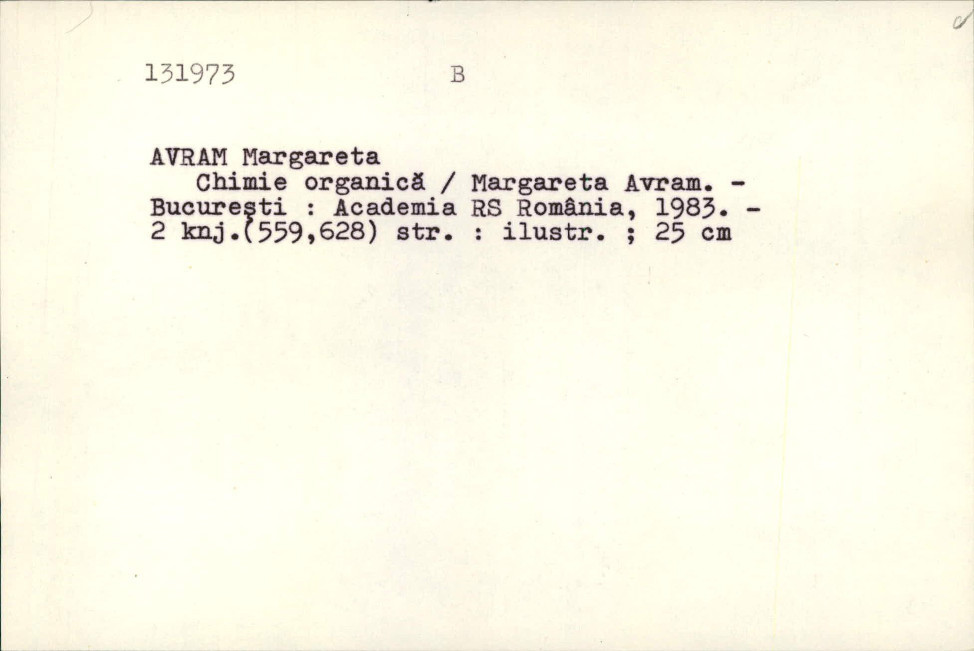 131973 B
AVRAM Margareta
Chimie organică / Margareta Avram. -
București : Academia RS România, 1983. -
2 knj.(559,628) str. : ilustr. ; 25 cm